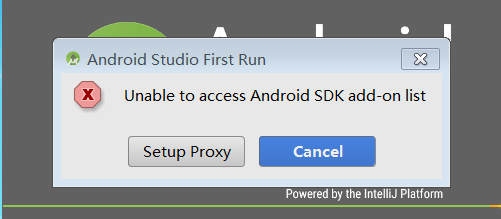 Android Studio First Run
Unable to access Android SDK add-on list
Setup Proxy
Cancel
Powered by the IntelliJ Platform